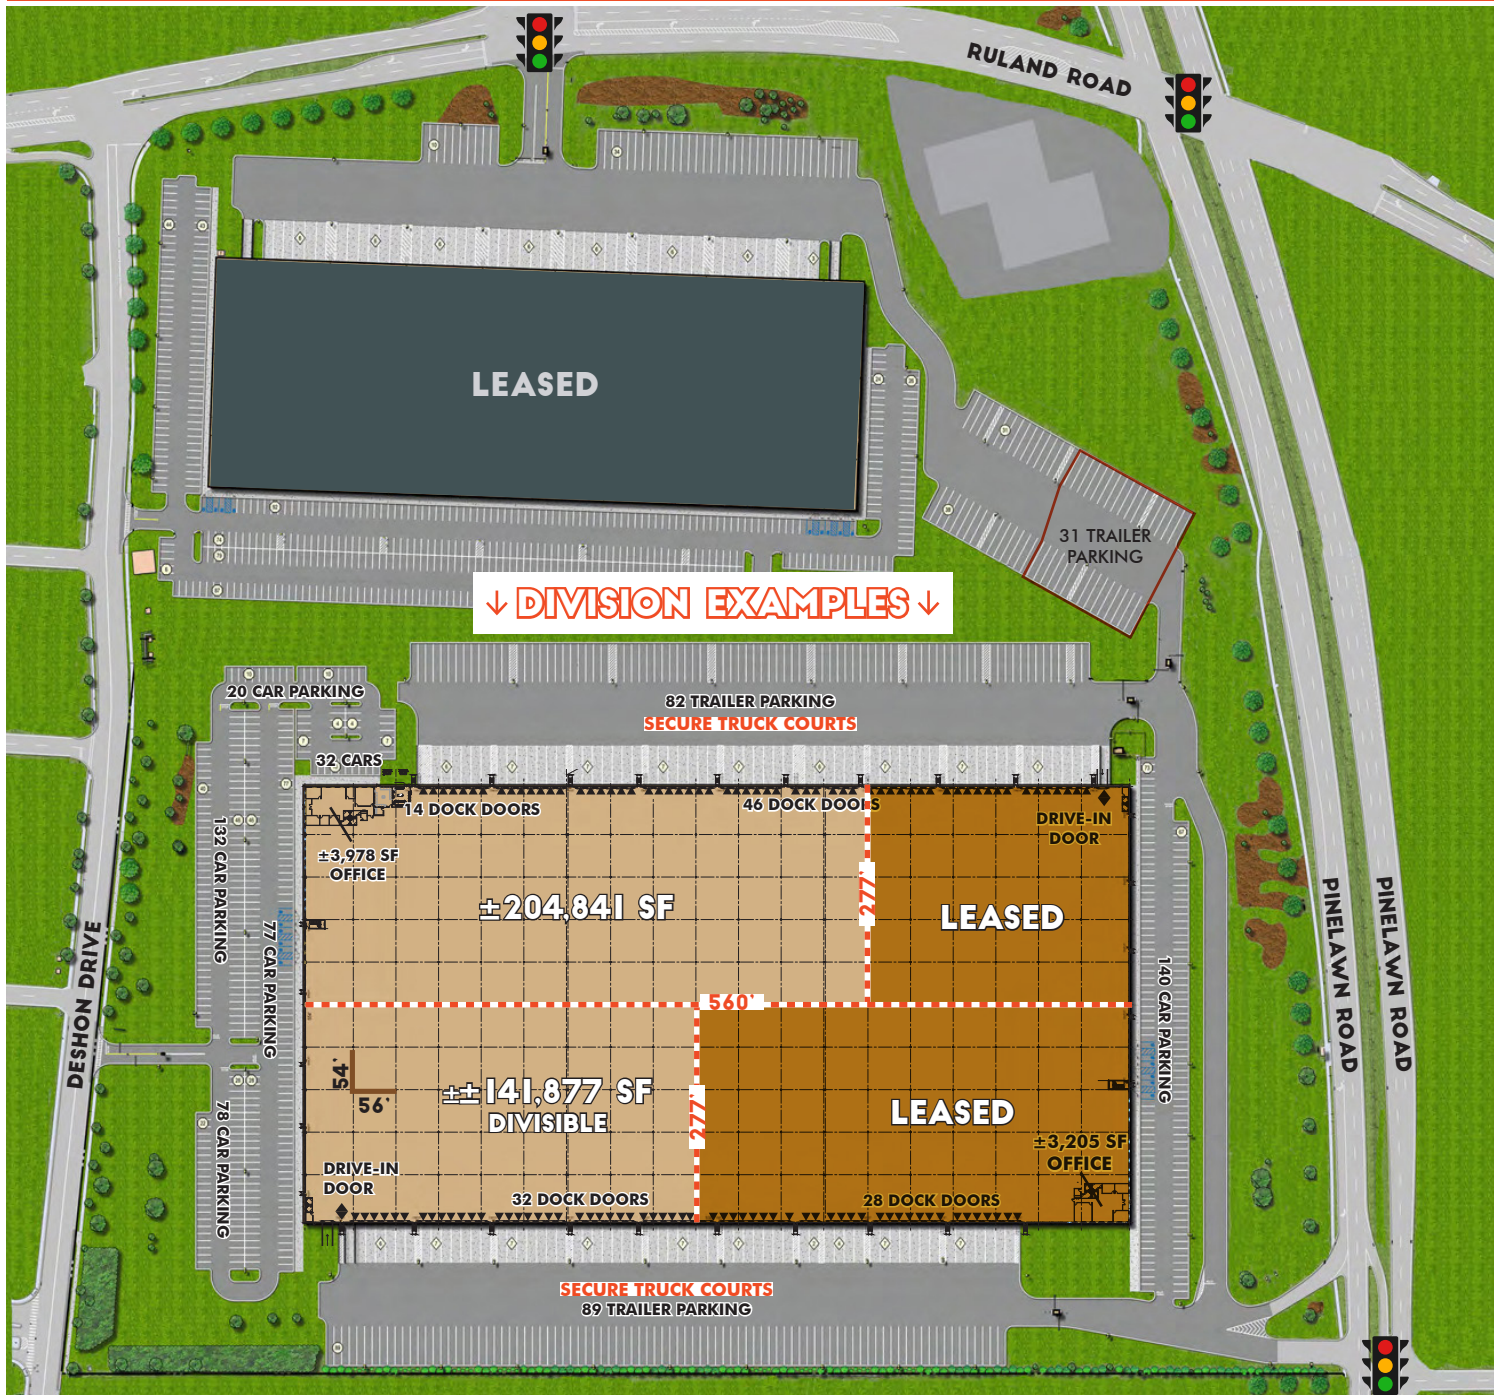 RULAND ROAD
LEASED
31 TRAILER
PARKING
↓ DIVISION EXAMPLES ↓
20 CAR PARKING
82 TRAILER PARKING
SECURE TRUCK COURTS
32 CARS
14 DOCK DOORS
46 DOCK DOORS
DRIVE-IN
DOOR
±3,978 SF
OFFICE
132 CAR PARKING
77 CAR PARKING
±204,841 SF
277'
LEASED
PINELAWN ROAD
PINELAWN ROAD
DESHON DRIVE
560'
140 CAR PARKING
54'
56'
±±141,877 SF
DIVISIBLE
277'
LEASED
±3,205 SF
OFFICE
78 CAR PARKING
DRIVE-IN
DOOR
32 DOCK DOORS
28 DOCK DOORS
SECURE TRUCK COURTS
89 TRAILER PARKING